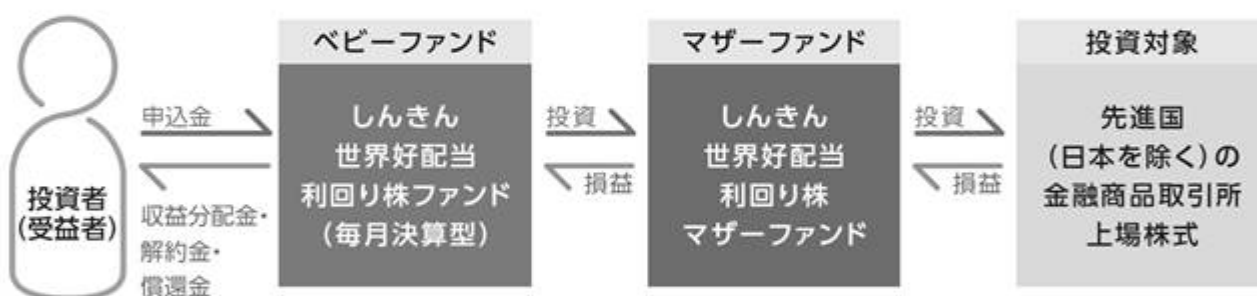 投資者
(受益者)
申込金
収益分配金・
解約金・
償還金
ベビーファンド
しんきん
世界好配当
利回り株ファンド
(毎月決算型)
投資
損益
マザーファンド
しんきん
世界好配当
利回り株
マザーファンド
投資
損益
投資対象
先進国
(日本を除く)の
金融商品取引所
上場株式